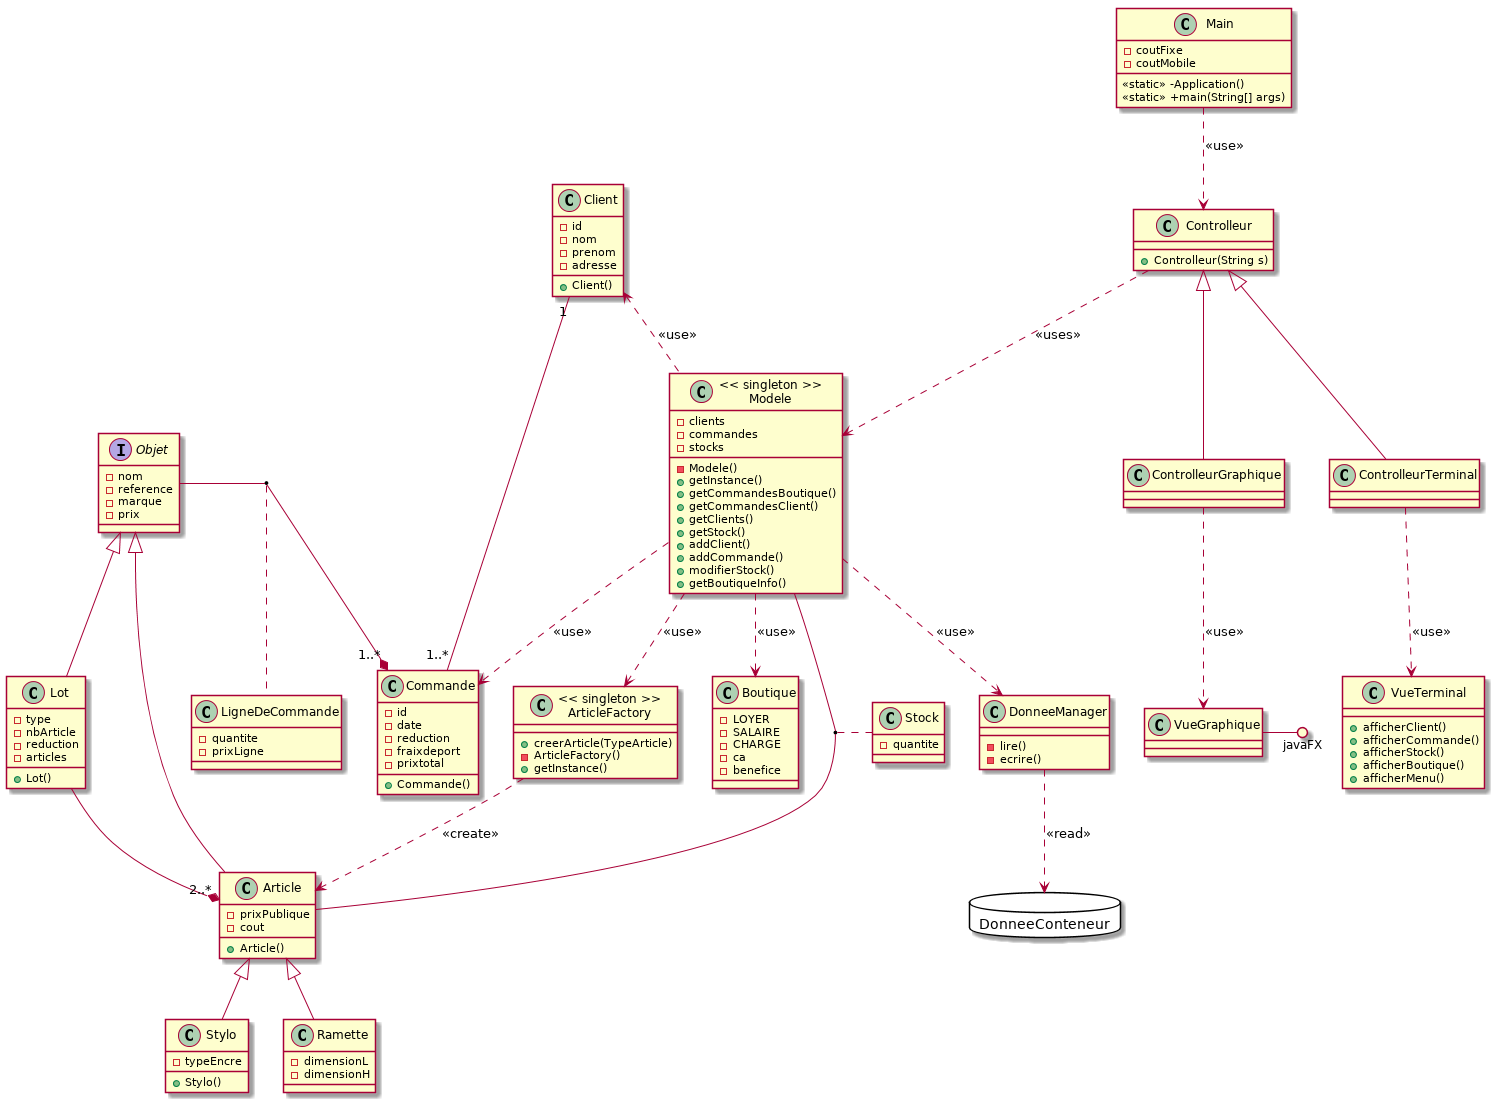 C Main
coutFixe
coutMobile
«static» -Application()
«static» +main(String[] args)
«use»
C Client
id
nom
prenom
adresse
Client()
1
«use»
C Controlleur
Controlleur(String s)
«uses»
C << singleton >>
Modele
clients
commandes
stocks
Modele()
getInstance()
getCommandesBoutique()
getCommandesClient()
getClients()
getStock()
addClient()
addCommande()
modifierStock()
getBoutiqueInfo()
I Objet
nom
reference
marque
prix
C ControlleurGraphique
C ControlleurTerminal
«use»
«use»
«use»
«use»
«use»
«use»
1..*
1..*
C Lot
type
nbArticle
reduction
articles
Lot()
C LigneDeCommande
quantite
prixLigne
C Commande
id
date
reduction
fraixdeport
prixtotal
Commande()
C << singleton >>
ArticleFactory
creerArticle(TypeArticle)
ArticleFactory()
getInstance()
C Boutique
LOYER
SALAIRE
CHARGE
ca
benefice
C Stock
quantite
C DonneeManager
lire()
ecrire()
C VueGraphique
javaFX
C VueTerminal
afficherClient()
afficherCommande()
afficherStock()
afficherBoutique()
afficherMenu()
«create»
«read»
2..*
C Article
prixPublique
cout
Article()
DonneeConteneur
C Stylo
typeEncre
Stylo()
C Ramette
dimensionL
dimensionH